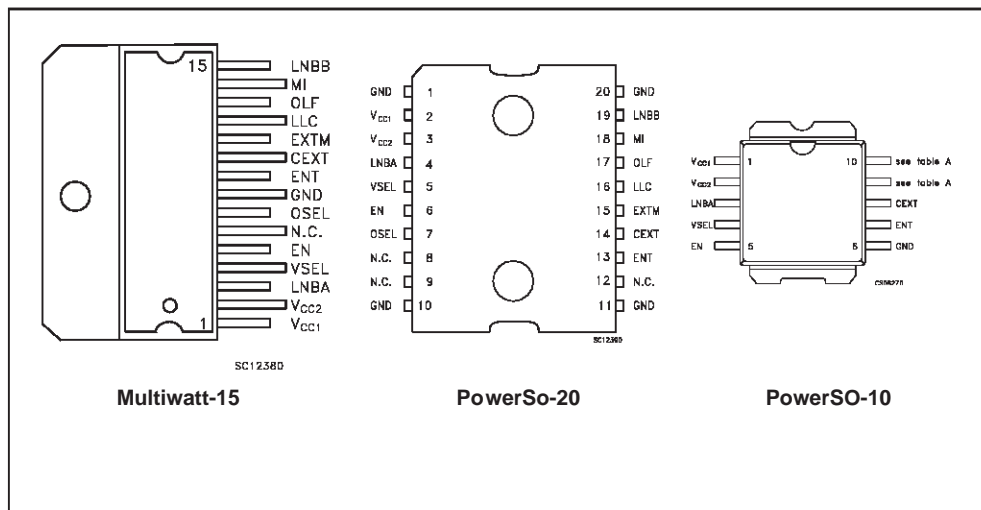 15 LNBB
MI
OLF
LLC
EXTM
CEXT
ENT
GND
OSEL
N.C.
EN
VSEL
LNBA
VCC2
1 VCC1
SC12380
Multiwatt-15
GND 1 20 GND
VCC1 2 19 LNBB
VCC2 3 18 MI
LNBA 4 17 OLF
VSEL 5 16 LLC
EN 6 15 EXTM
OSEL 7 14 CEXT
N.C. 8 13 ENT
N.C. 9 12 N.C.
GND 10 11 GND
PowerSo-20
VCC1 1 10 see table A
VCC2 see table A
LNBA CEXT
VSEL ENT
EN 5 6 GND
PowerSO-10